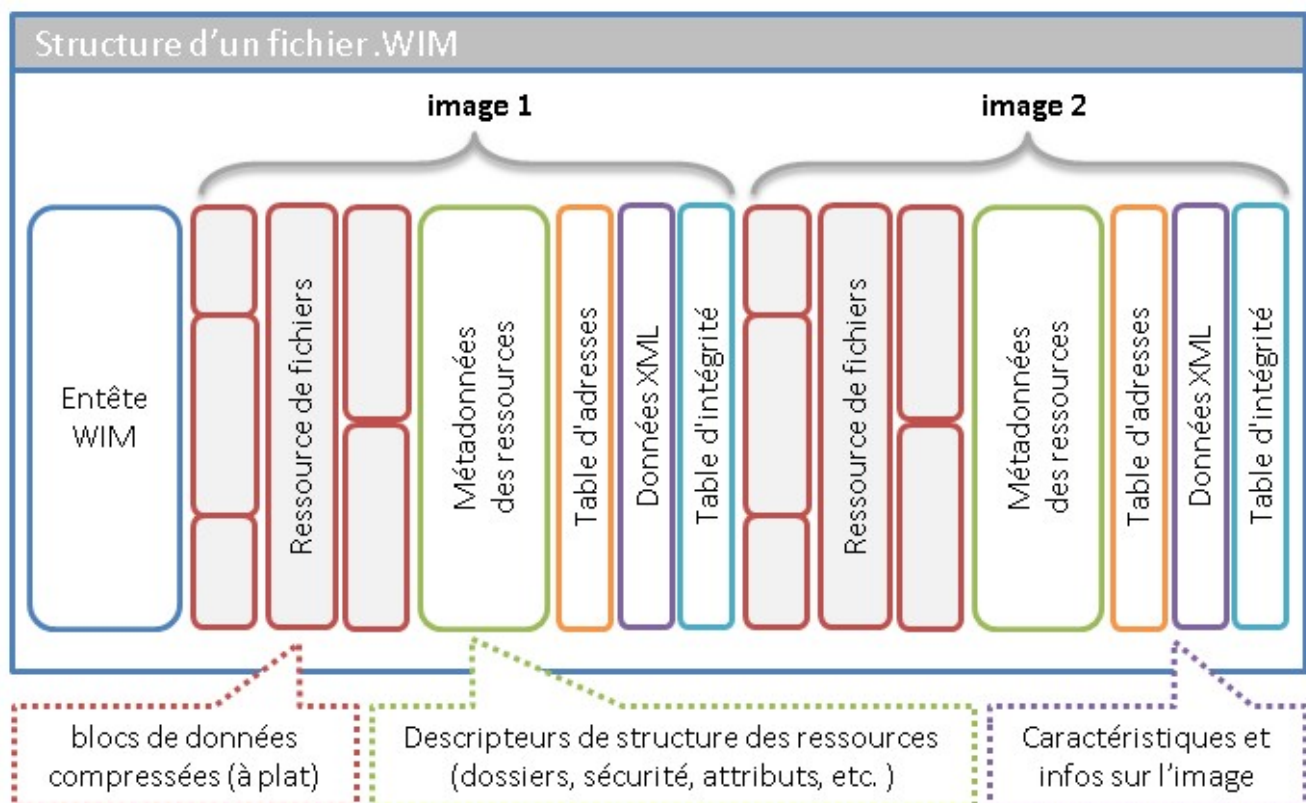 Structure d'un fichier .WIM
image 1
image 2
Entête
WIM
Ressource de fichiers
Métadonnées
des ressources
Table d'adresses
Données XML
Table d'intégrité
Ressource de fichiers
Métadonnées
des ressources
Table d'adresses
Données XML
Table d'intégrité
blocs de données
compressées (à plat)
Descripteurs de structure des ressources
(dossiers, sécurité, attributs, etc. )
Caractéristiques et
infos sur l'image